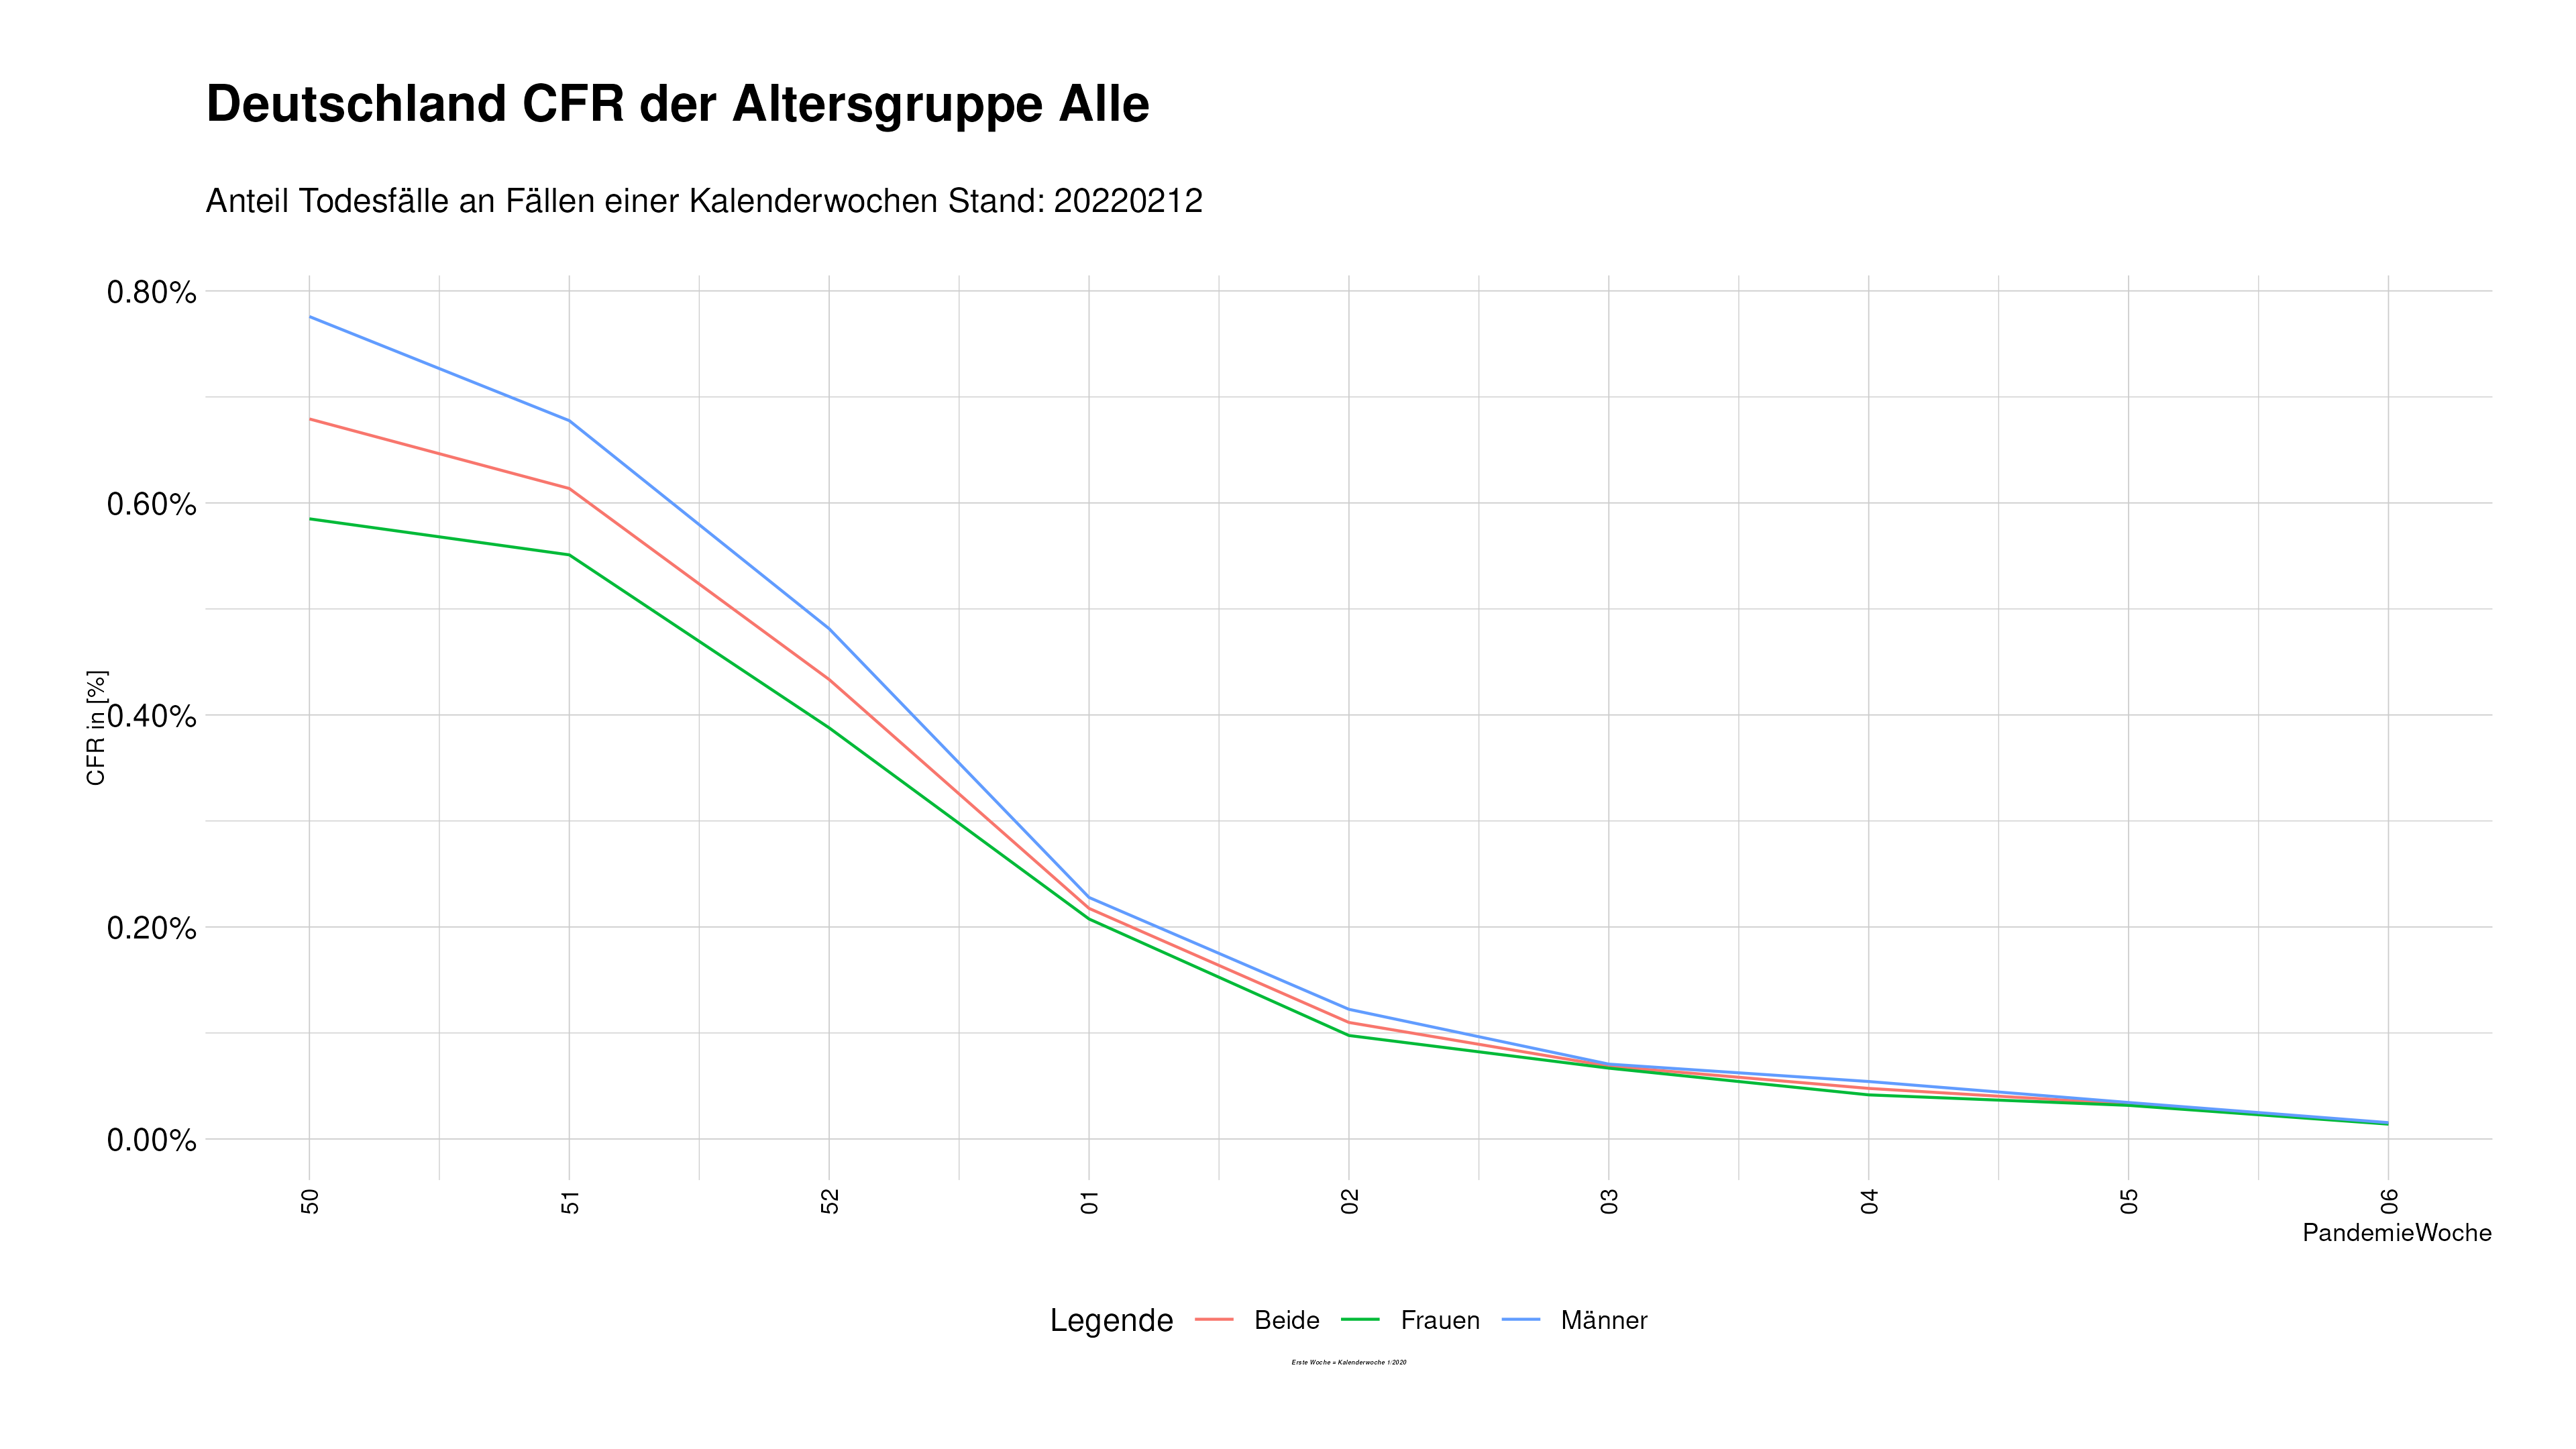 Deutschland CFR der Altersgruppe Alle
Anteil Todesfälle an Fällen einer Kalenderwochen Stand: 20220212
CFR in [%]
0.80%
0.60%
0.40%
0.20%
0.00%
50 51 52 01 02 03 04 05 06
PandemieWoche
Legende Beide Frauen Männer
Erste Woche = Kalenderwoche 1/2020